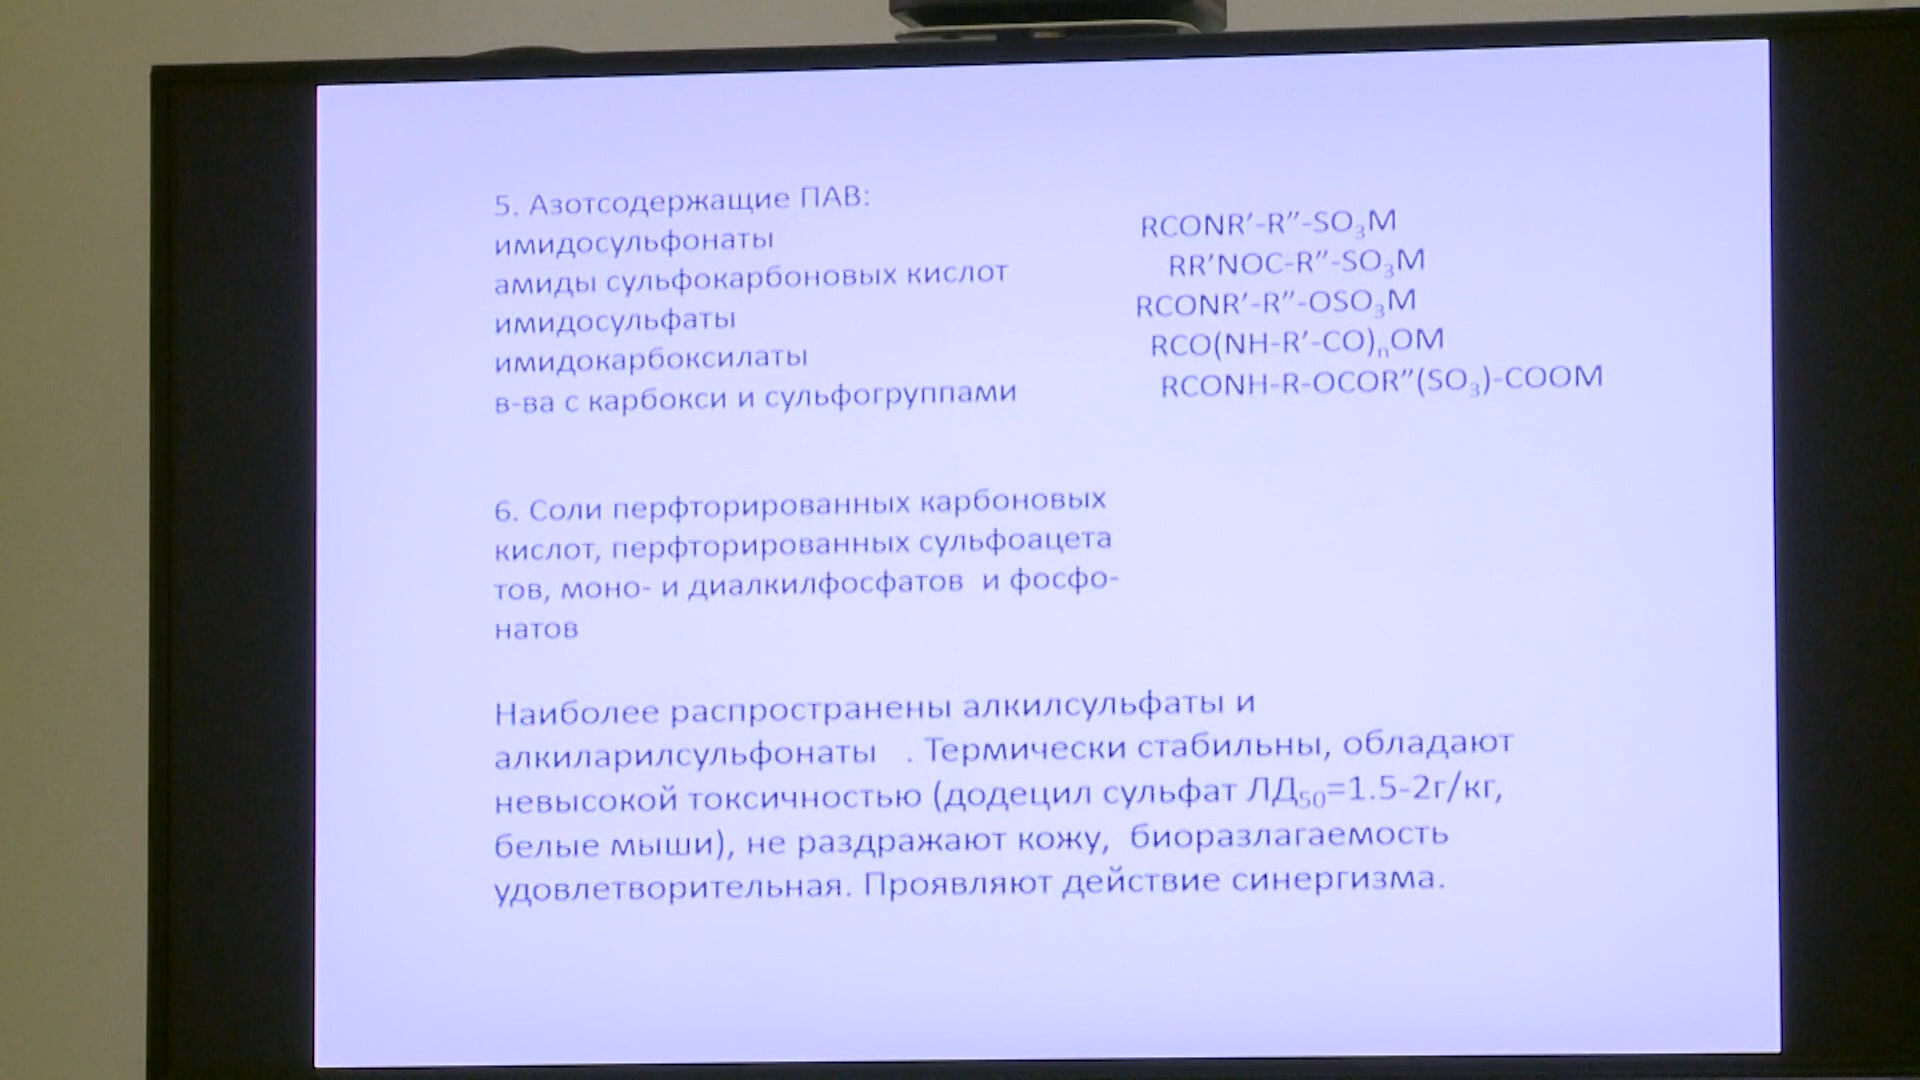 5. Азотсодержащие ПАВ:
имидосульфонаты RCONR’-R”-SO₃M
амиды сульфокарбоновых кислот RR’NOC-R”-SO₃M
имидосульфаты RCONR’-R”-OSO₃M
имидокарбоксилаты RCO(NH-R’-CO)ₙOM
в-ва с карбокси и сульфогруппами RCONH-R-OCOR”(SO₃)-COOM
6. Соли перфторированных карбоновых
кислот, перфторированных сульфоацета
тов, моно- и диалкилфосфатов и фосфо-
натов
Наиболее распространены алкилсульфаты и
алкиларилсульфонаты . Термически стабильны, обладают
невысокой токсичностью (додецил сульфат ЛД₅₀=1.5-2г/кг,
белые мыши), не раздражают кожу, биоразлагаемость
удовлетворительная. Проявляют действие синергизма.